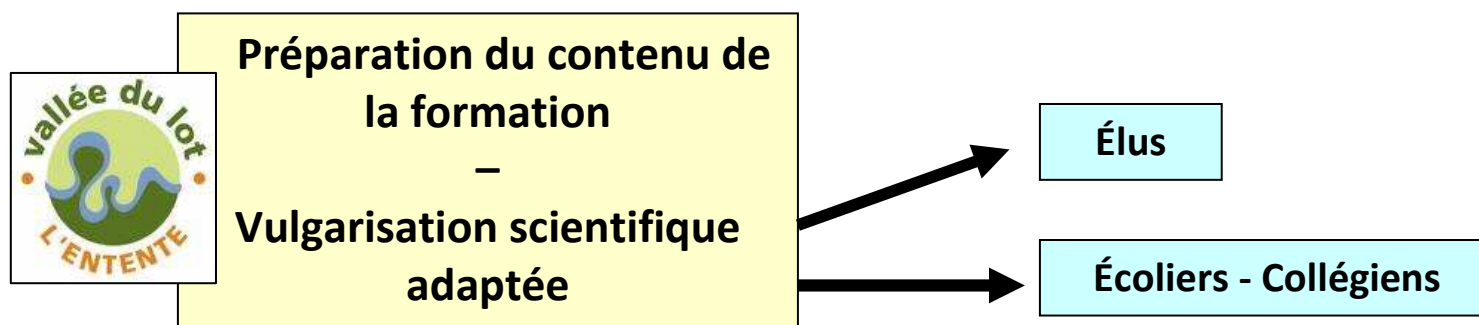 vallée du lot
L'ENTENTE
Préparation du contenu de
la formation
–
Vulgarisation scientifique
adaptée
Élus
Écoliers - Collégiens